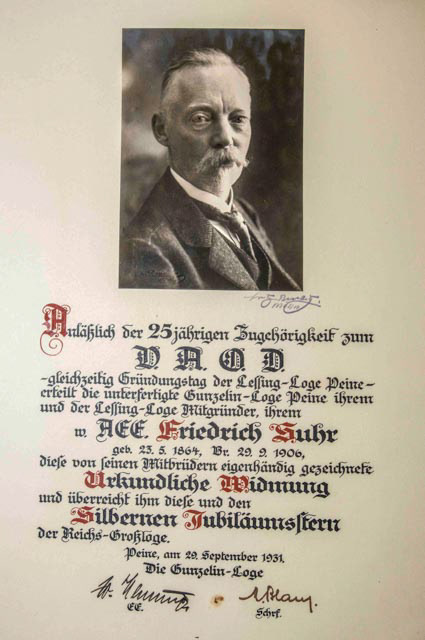 Anläßlich der 25jährigen Zugehörigkeit zum
V. A. O. D.
-gleichzeitig Gründungstag der Lessing-Loge Peine-
erteilt die unterfertigte Gunzelin-Loge Peine ihrem
und der Lessing-Loge Mitgründer, ihrem
w. AEE. Friedrich Suhr
geb. 23. 5. 1864, Br. 29. 9. 1906,
diese von seinen Mitbrüdern eigenhändig gezeichnete
Urkundliche Widmung
und überreicht ihm diese und den
Silbernen Jubiläumsstern
der Reichs-Großloge.
Peine, am 29. September 1931.
Die Gunzelin-Loge
EE.
Schrf.